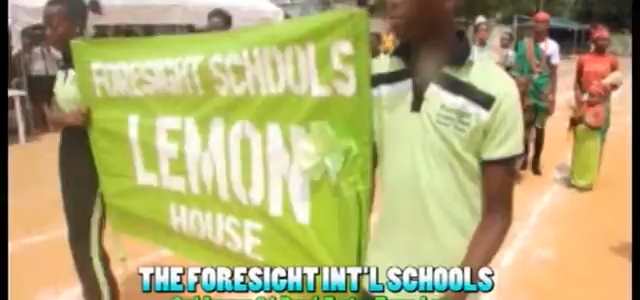 FORESIGHT SCHOOLS
LEMON
HOUSE
THE FORESIGHT INT'L SCHOOLS